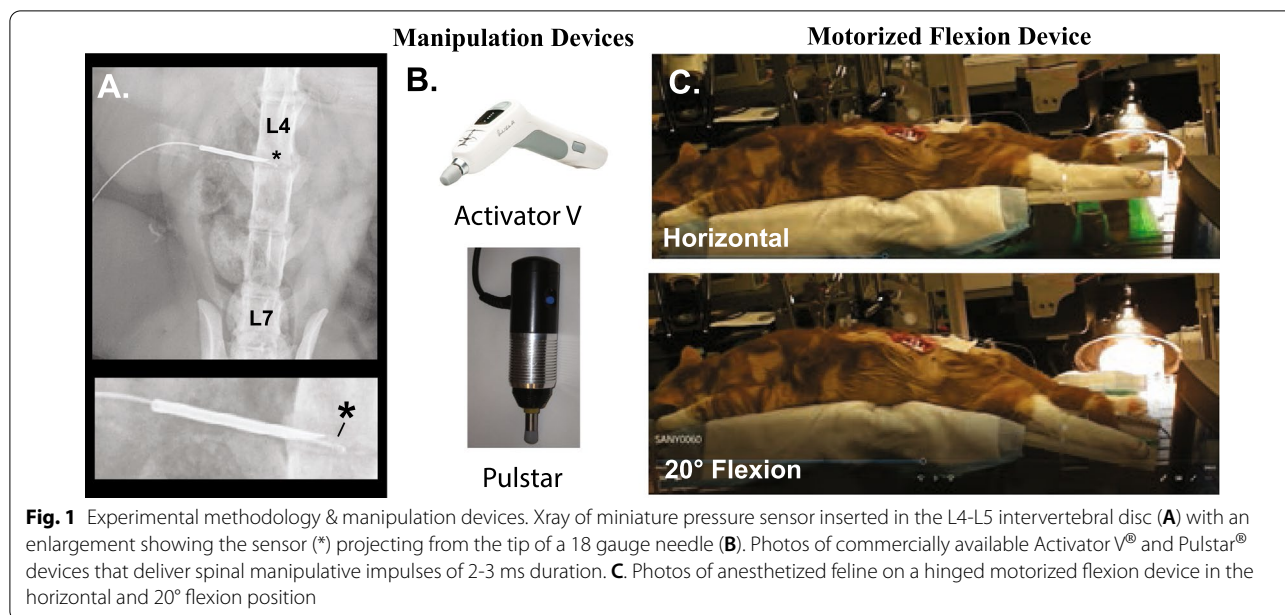 Manipulation Devices
Motorized Flexion Device
A.
L4
*
L7
*
B.
Activator V
Pulstar
C.
Horizontal
SANY0060
20° Flexion
Fig. 1 Experimental methodology & manipulation devices. Xray of miniature pressure sensor inserted in the L4-L5 intervertebral disc (A) with an
enlargement showing the sensor (*) projecting from the tip of a 18 gauge needle (B). Photos of commercially available Activator V® and Pulstar®
devices that deliver spinal manipulative impulses of 2-3 ms duration. C. Photos of anesthetized feline on a hinged motorized flexion device in the
horizontal and 20° flexion position